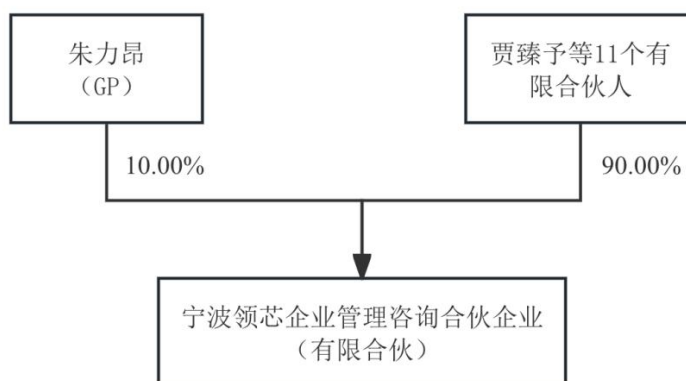 朱力昂
（GP）
贾臻予等11个有
限合伙人
10.00%
90.00%
宁波领芯企业管理咨询合伙企业
（有限合伙）